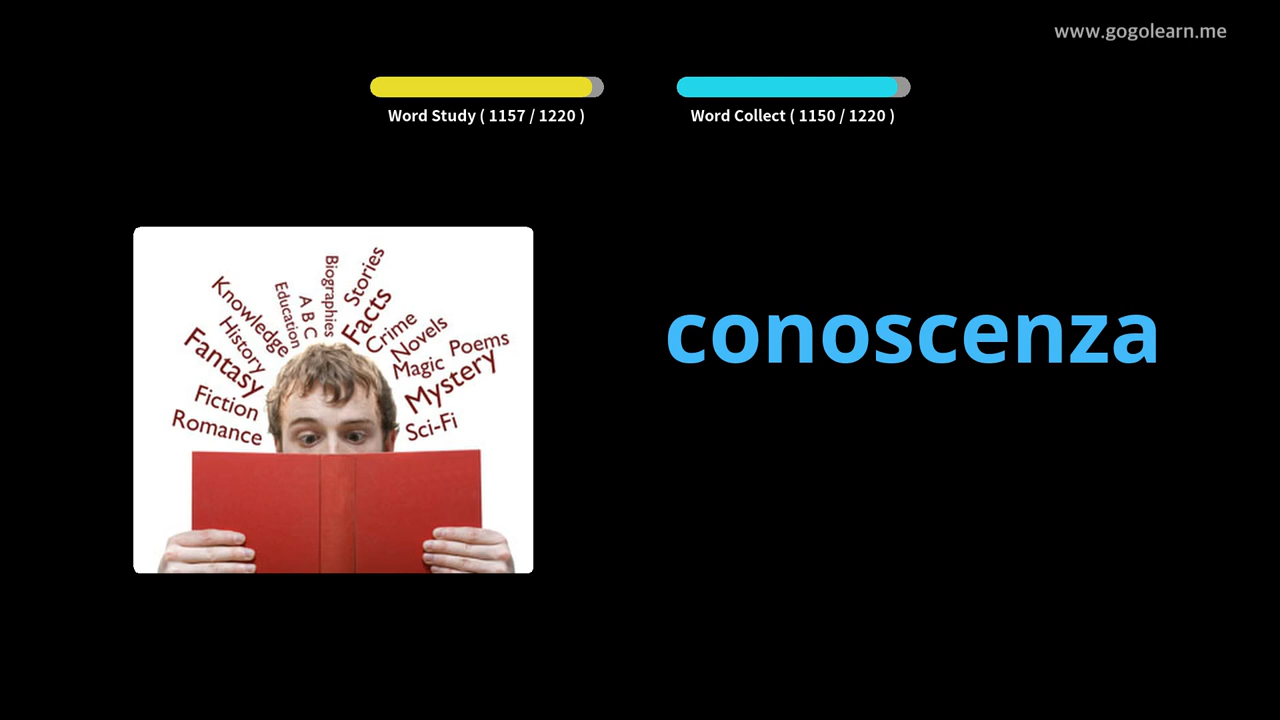 www.gogolearn.me
Word Study ( 1157 / 1220 )
Word Collect ( 1150 / 1220 )
conoscenza
Knowledge
Education
A B C
Biographies
Stories
Facts
History
Crime
Novels
Fantasy
Magic
Poems
Mystery
Fiction
Romance
Sci-Fi